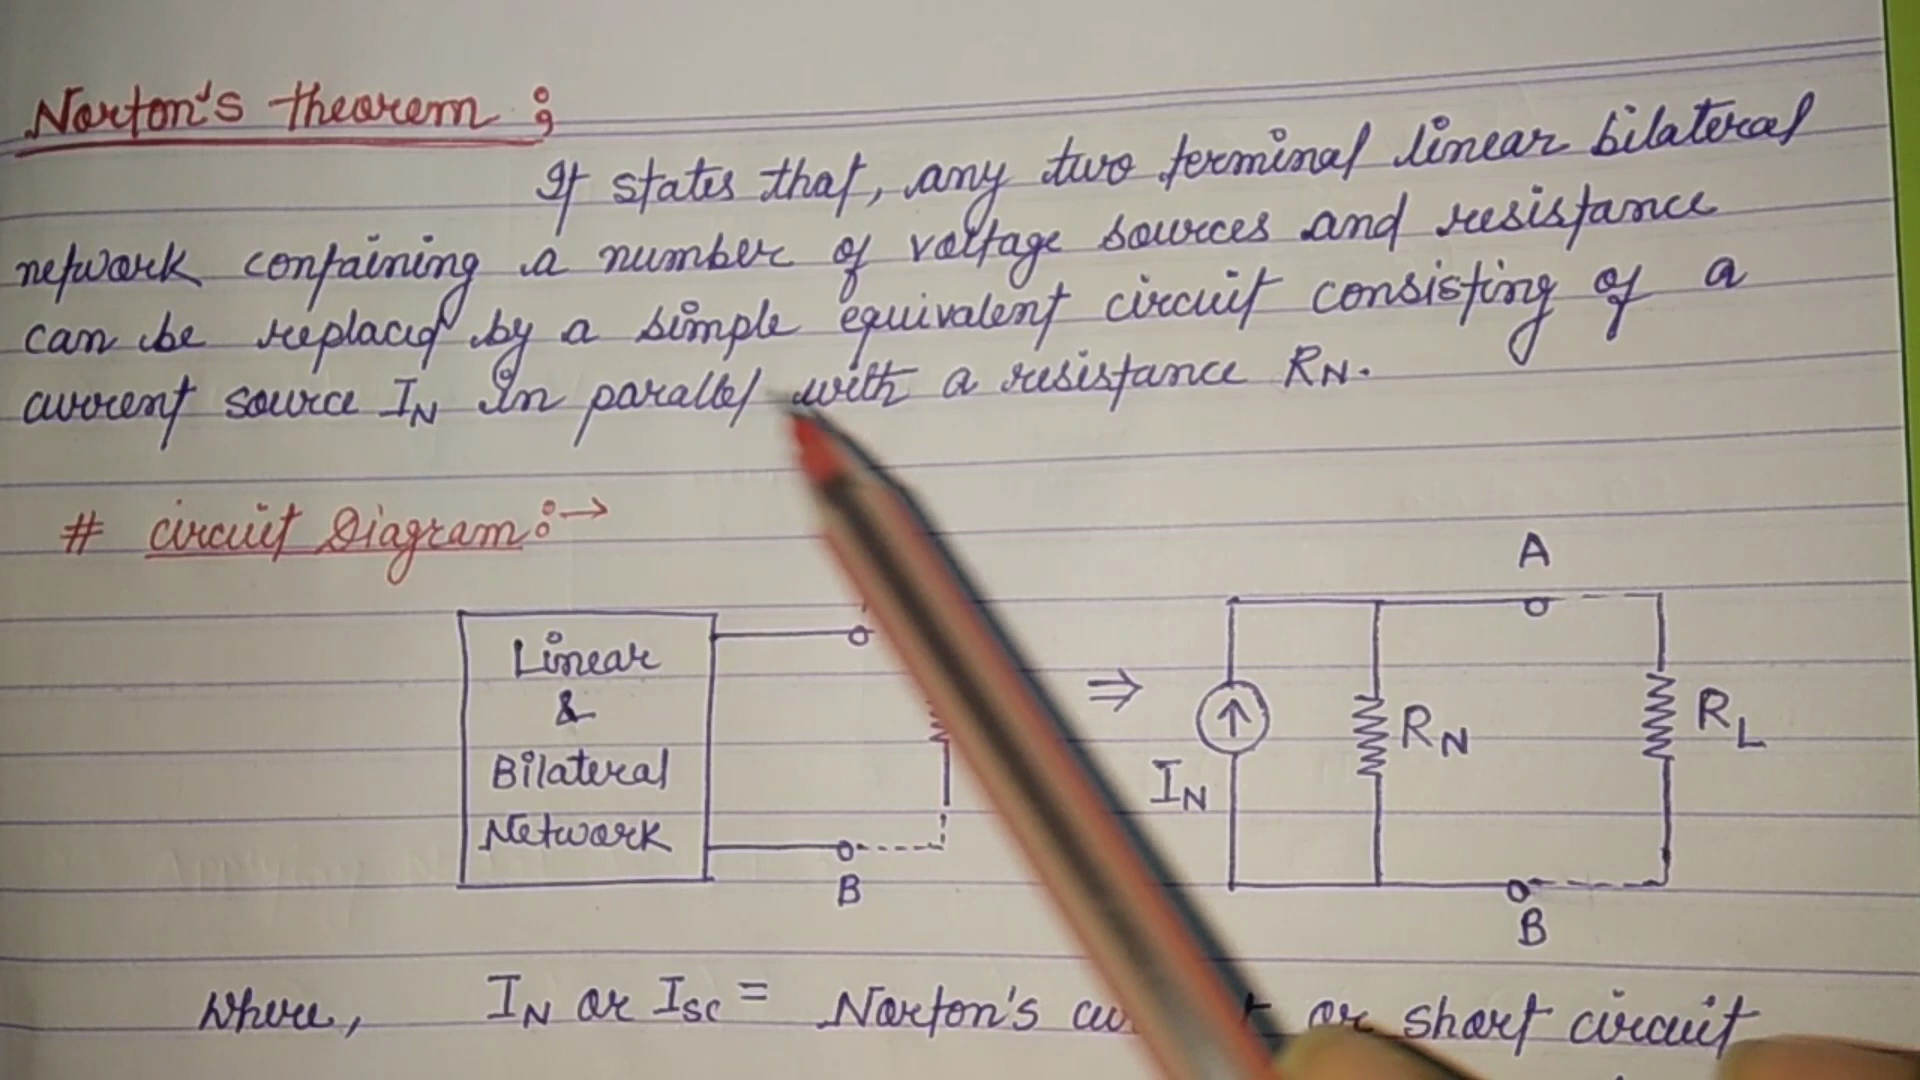 Norton's theorem :
It states that, any two terminal linear bilateral
network containing a number of voltage sources and resistance
can be replaced by a simple equivalent circuit consisting of a
current source IN in parallel with a resistance RN.
# circuit Diagram :→
A
Linear
&
Bilateral
Network
B
⇒
IN
RN
RL
B
where, IN or Isc = Norton's or short circuit